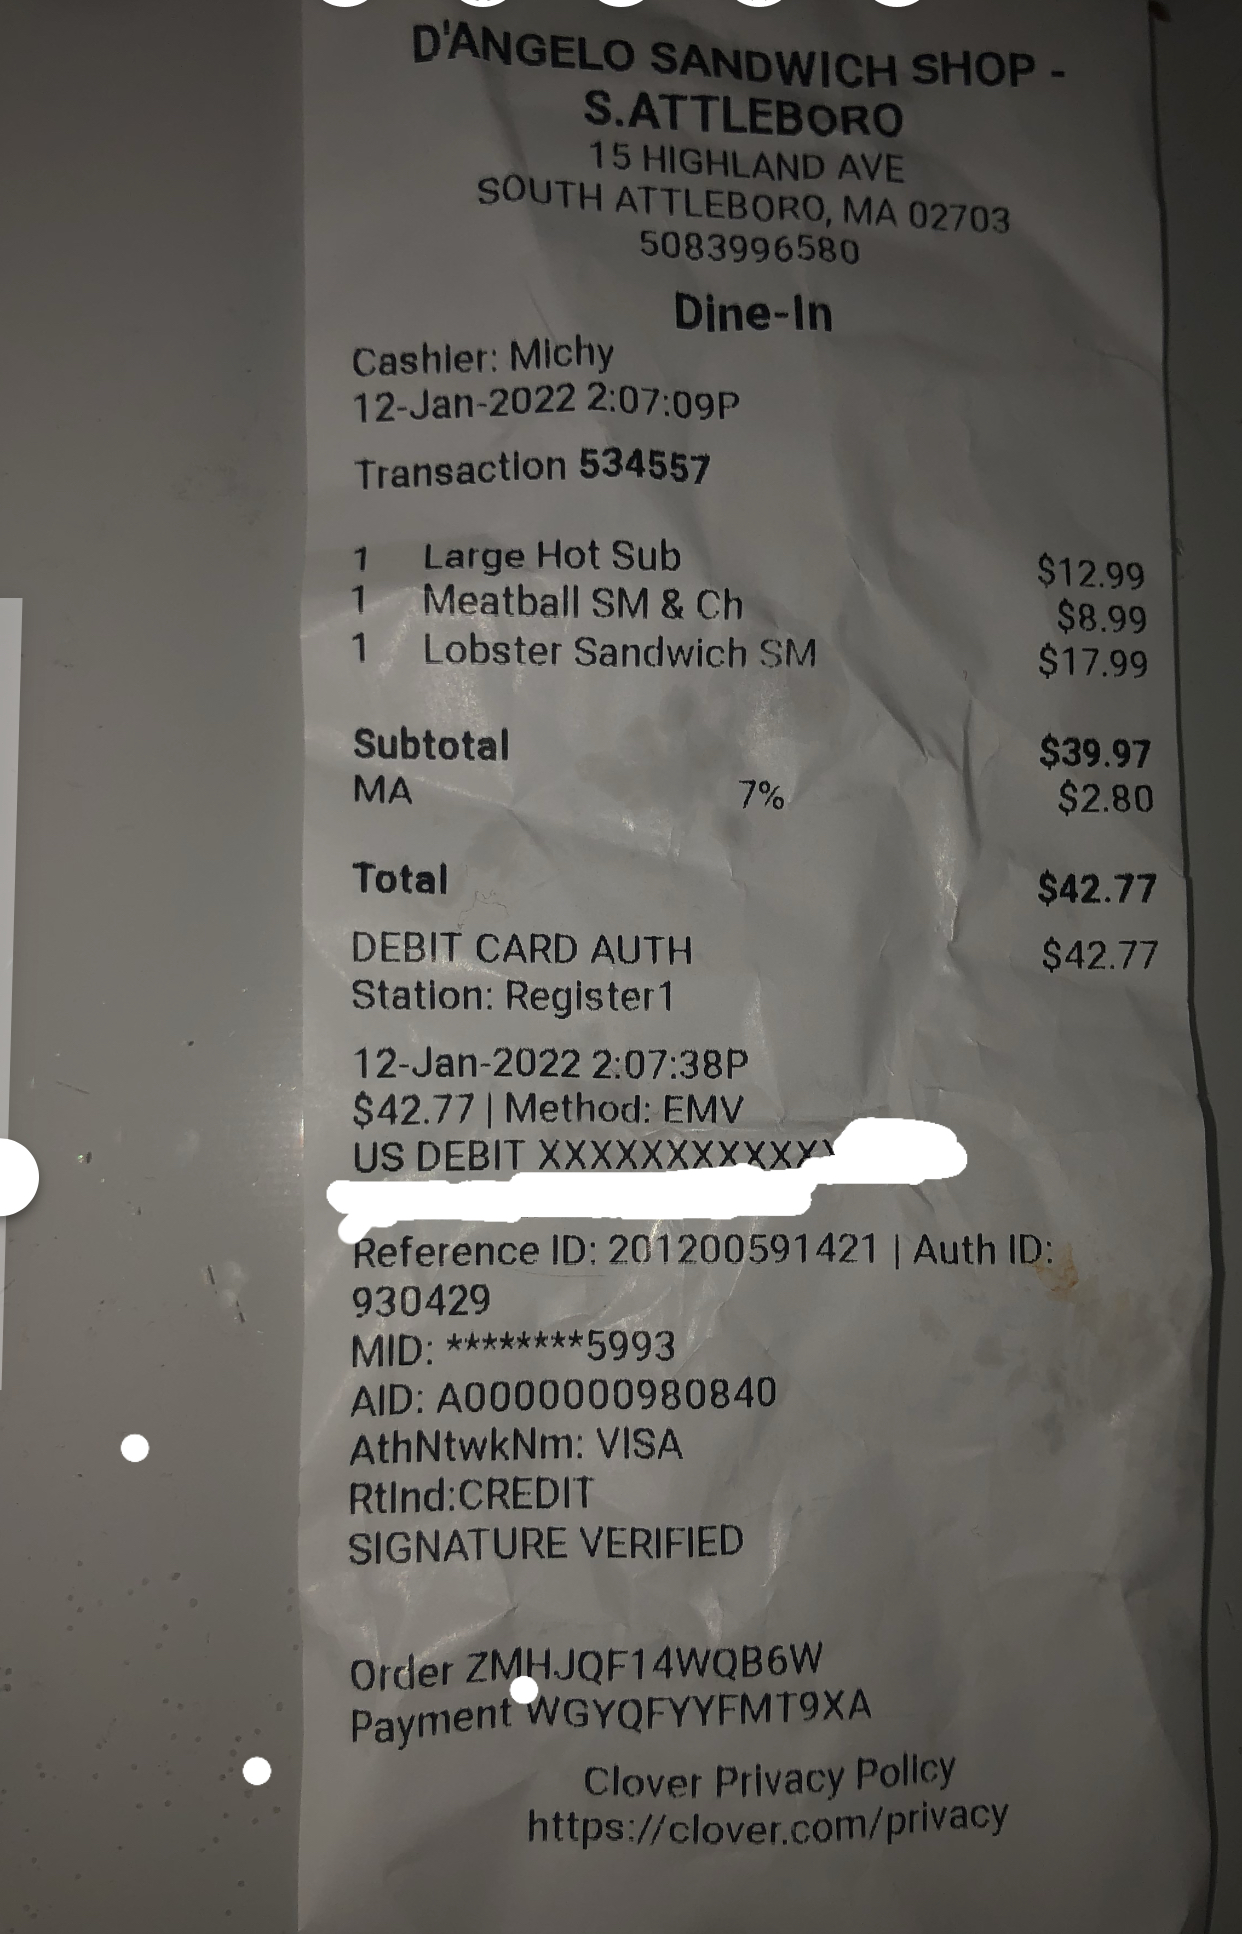 D'ANGELO SANDWICH SHOP -
S.ATTLEBORO
15 HIGHLAND AVE
SOUTH ATTLEBORO, MA 02703
5083996580
Dine-In
Cashier: Michy
12-Jan-2022 2:07:09P
Transaction 534557
1 Large Hot Sub $12.99
1 Meatball SM & Ch $8.99
1 Lobster Sandwich SM $17.99
Subtotal $39.97
MA 7% $2.80
Total $42.77
DEBIT CARD AUTH $42.77
Station: Register1
12-Jan-2022 2:07:38P
$42.77 | Method: EMV
US DEBIT XXXXXXXXXXXX
Reference ID: 201200591421 | Auth ID:
930429
MID: ********5993
AID: A0000000980840
AthNtwkNm: VISA
RtInd:CREDIT
SIGNATURE VERIFIED
Order ZMHJQF14WQB6W
Payment WGYQFYYFMT9XA
Clover Privacy Policy
https://clover.com/privacy